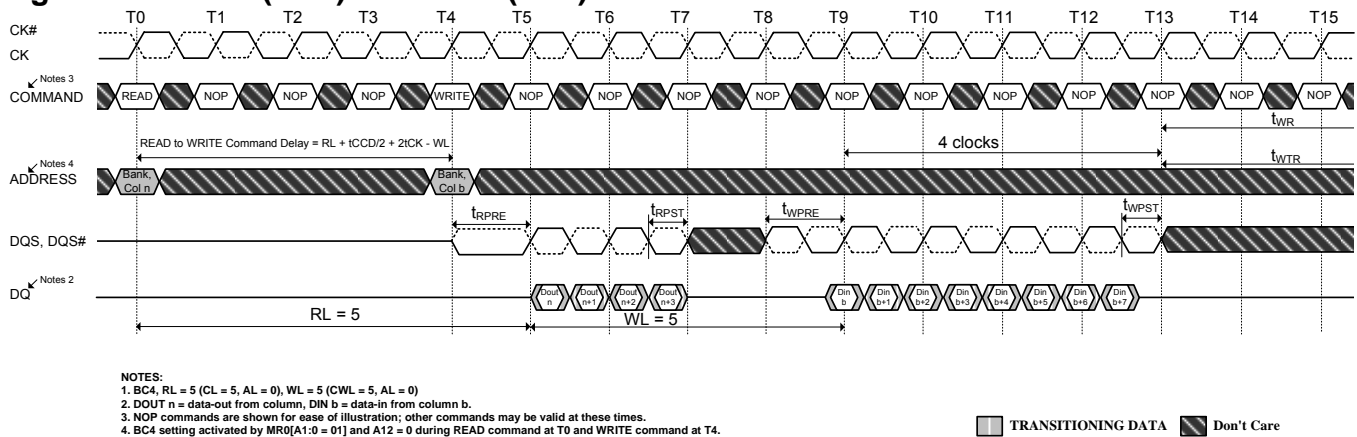 T0 T1 T2 T3 T4 T5 T6 T7 T8 T9 T10 T11 T12 T13 T14 T15
CK#
CK
Notes 3
COMMAND
READ NOP NOP NOP WRITE NOP NOP NOP NOP NOP NOP NOP NOP NOP NOP NOP
READ to WRITE Command Delay = RL + tCCD/2 + 2tCK - WL
4 clocks
tWR
tWTR
Notes 4
ADDRESS
Bank, Col n
Bank, Col b
tRPRE tRPST tWPRE tWPST
DQS, DQS#
Notes 2
DQ
Dout n Dout n+1 Dout n+2 Dout n+3 Din b Din b+1 Din b+2 Din b+3 Din b+4 Din b+5 Din b+6 Din b+7
RL = 5 WL = 5
NOTES:
1. BC4, RL = 5 (CL = 5, AL = 0), WL = 5 (CWL = 5, AL = 0)
2. DOUT n = data-out from column, DIN b = data-in from column b.
3. NOP commands are shown for ease of illustration; other commands may be valid at these times.
4. BC4 setting activated by MR0[A1:0 = 01] and A12 = 0 during READ command at T0 and WRITE command at T4.
TRANSITIONING DATA Don't Care